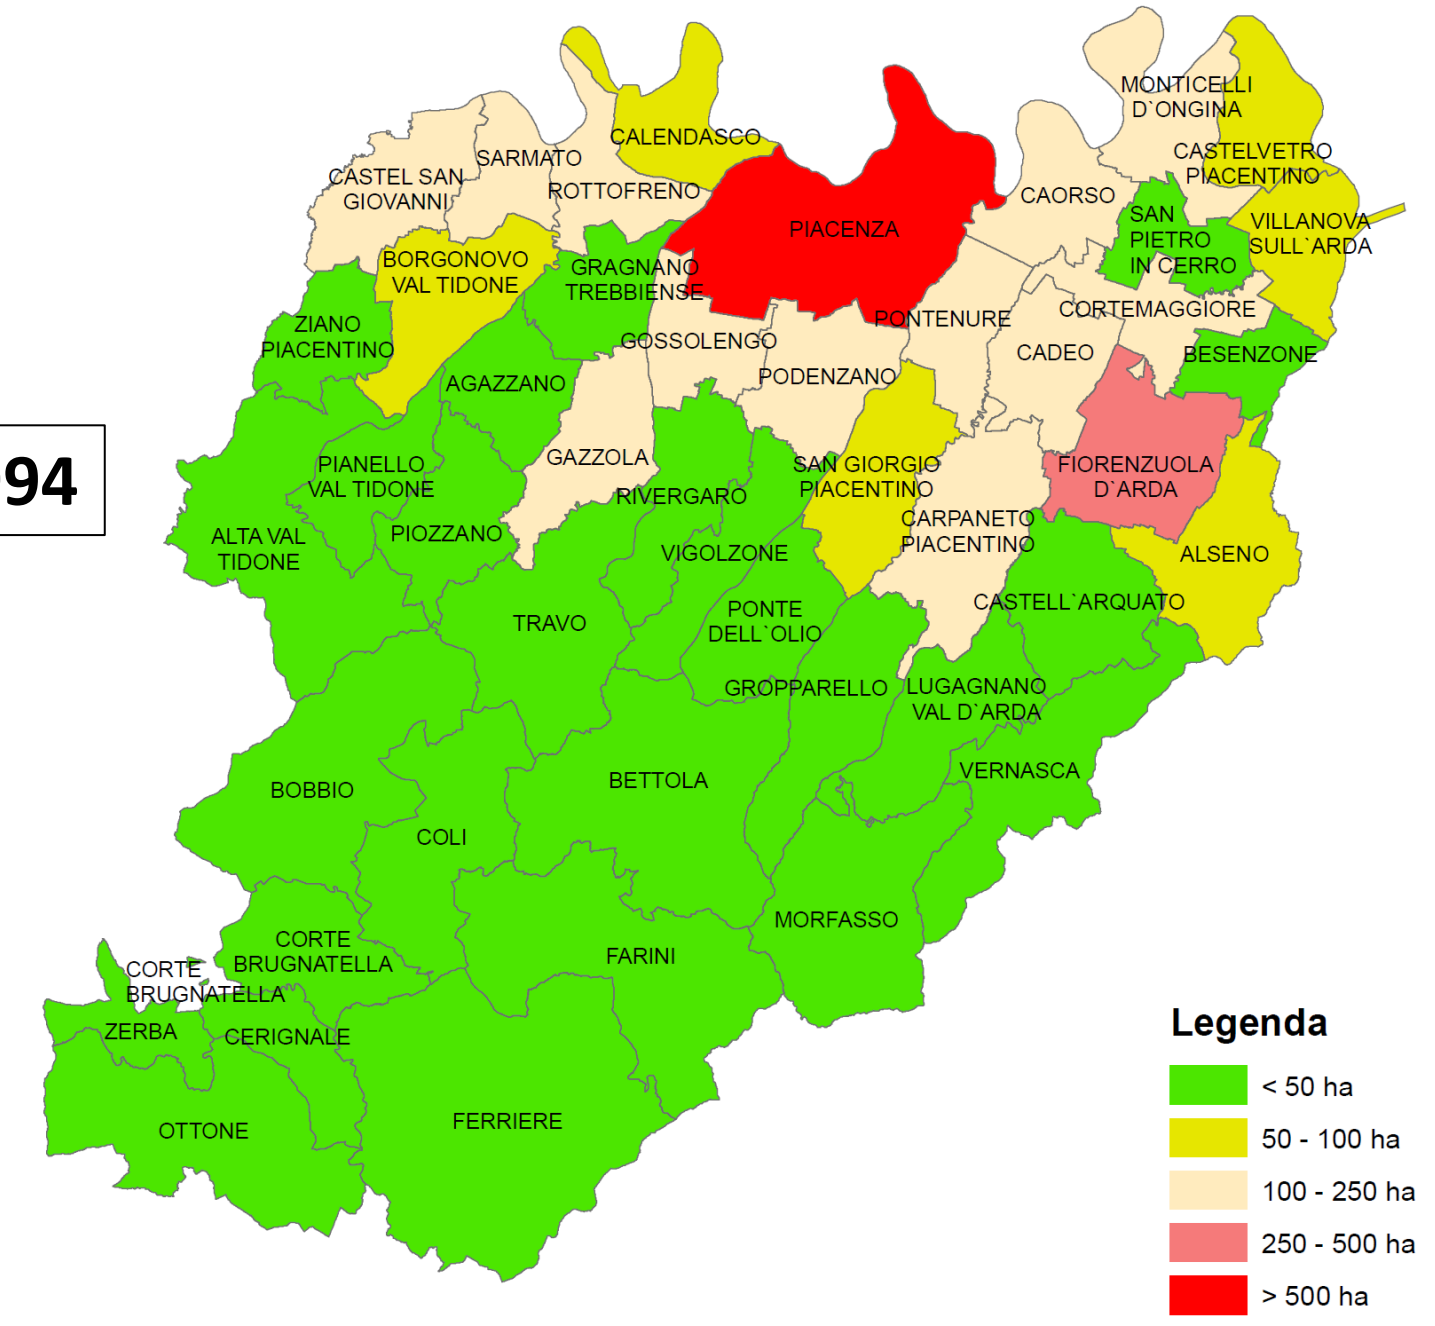 MONTICELLI
D`ONGINA
CALENDASCO
SARMATO
CASTELVETRO
PIACENTINO
CASTEL SAN
GIOVANNI
ROTTOFRENO
CAORSO
SAN
PIETRO
IN CERRO
VILLANOVA
SULL`ARDA
PIACENZA
BORGONOVO
VAL TIDONE
GRAGNANO
TREBBIENSE
ZIANO
PIACENTINO
GOSSOLENGO
PONTENURE
CORTEMAGGIORE
CADEO
BESENZONE
AGAZZANO
PODENZANO
94
PIANELLO
VAL TIDONE
GAZZOLA
RIVERGARO
SAN GIORGIO
PIACENTINO
FIORENZUOLA
D`ARDA
ALTA VAL
TIDONE
PIOZZANO
VIGOLZONE
CARPANETO
PIACENTINO
ALSENO
TRAVO
PONTE
DELL`OLIO
CASTELL`ARQUATO
GROPPARELLO
LUGAGNANO
VAL D`ARDA
BOBBIO
BETTOLA
VERNASCA
COLI
MORFASSO
CORTE
BRUGNATELLA
FARINI
CORTE
BRUGNATELLA
ZERBA
CERIGNALE
OTTONE
FERRIERE
Legenda
< 50 ha
50 - 100 ha
100 - 250 ha
250 - 500 ha
> 500 ha